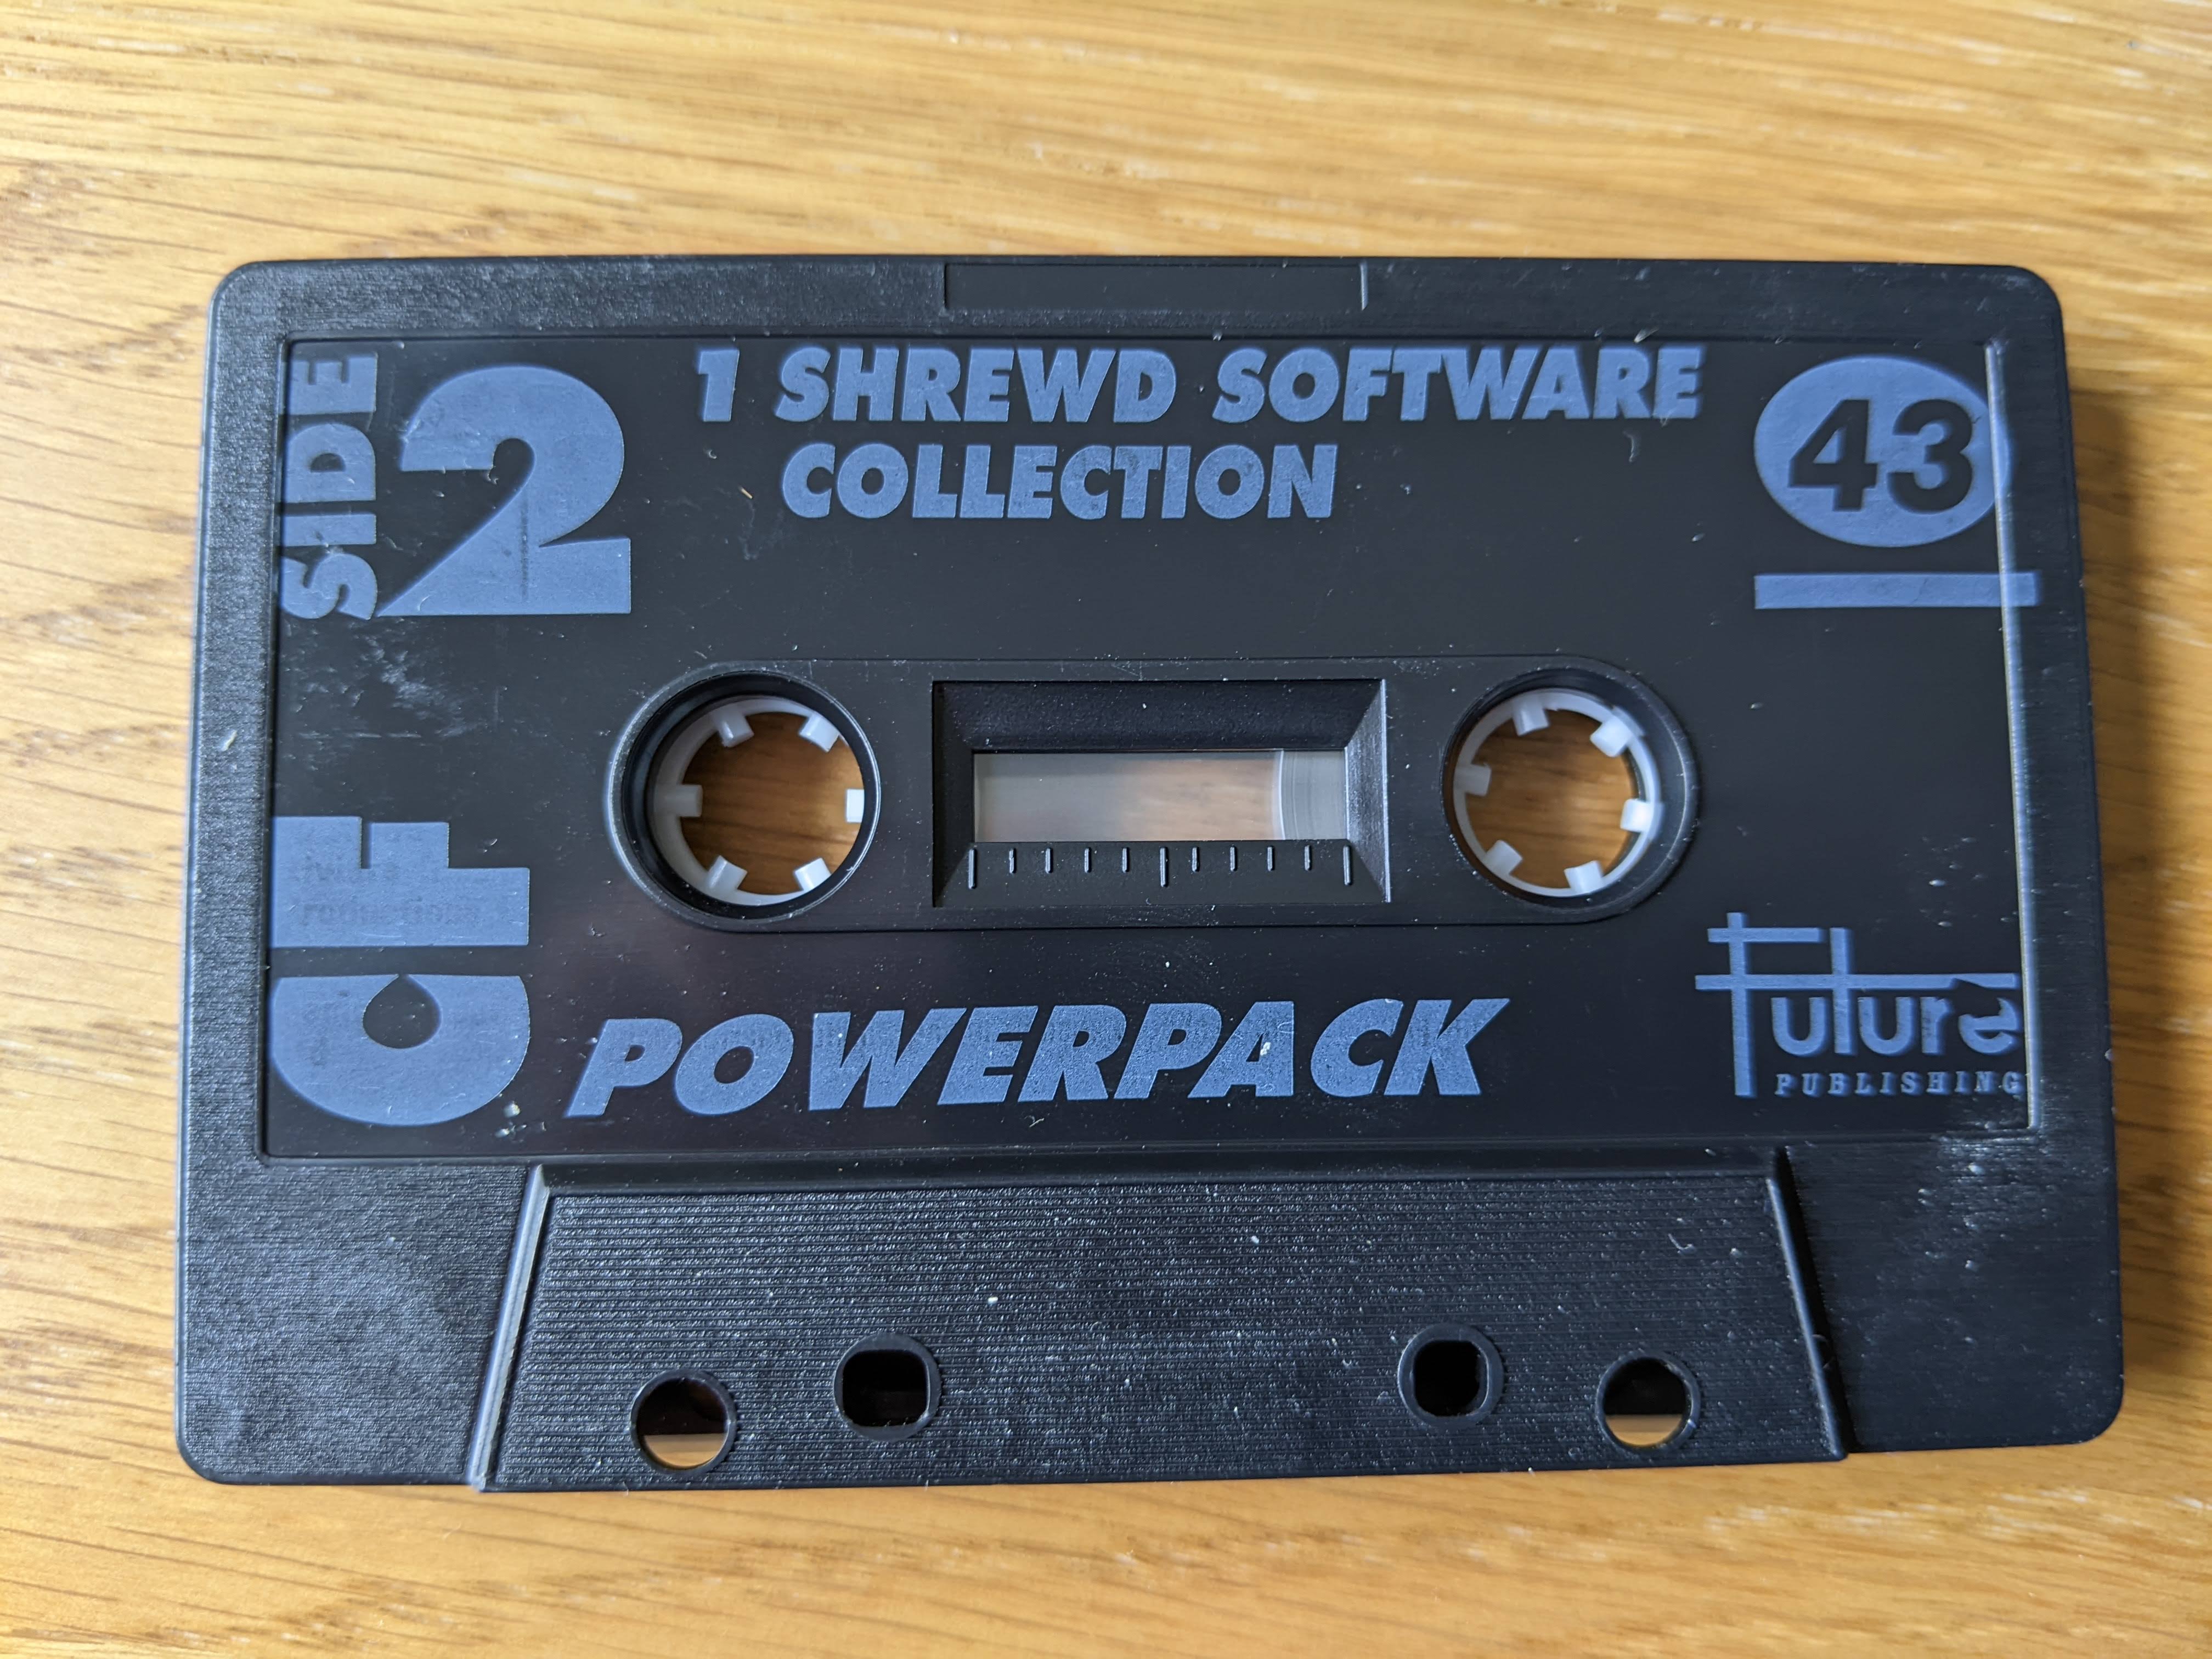 SIDE 2
1 SHREWD SOFTWARE
COLLECTION
43
CF
POWERPACK
Future
PUBLISHING